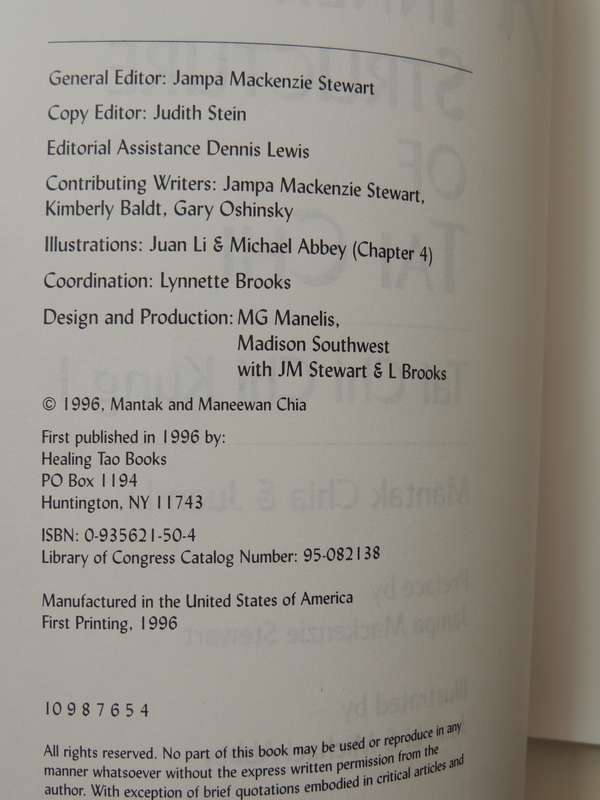 General Editor: Jampa Mackenzie Stewart
Copy Editor: Judith Stein
Editorial Assistance Dennis Lewis
Contributing Writers: Jampa Mackenzie Stewart,
Kimberly Baldt, Gary Oshinsky
Illustrations: Juan Li & Michael Abbey (Chapter 4)
Coordination: Lynnette Brooks
Design and Production: MG Manelis,
Madison Southwest
with JM Stewart & L Brooks
© 1996, Mantak and Maneewan Chia
First published in 1996 by:
Healing Tao Books
PO Box 1194
Huntington, NY 11743
ISBN: 0-935621-50-4
Library of Congress Catalog Number: 95-082138
Manufactured in the United States of America
First Printing, 1996
10 9 8 7 6 5 4
All rights reserved. No part of this book may be used or reproduce in any
manner whatsoever without the express written permission from the
author. With exception of brief quotations embodied in critical articles and